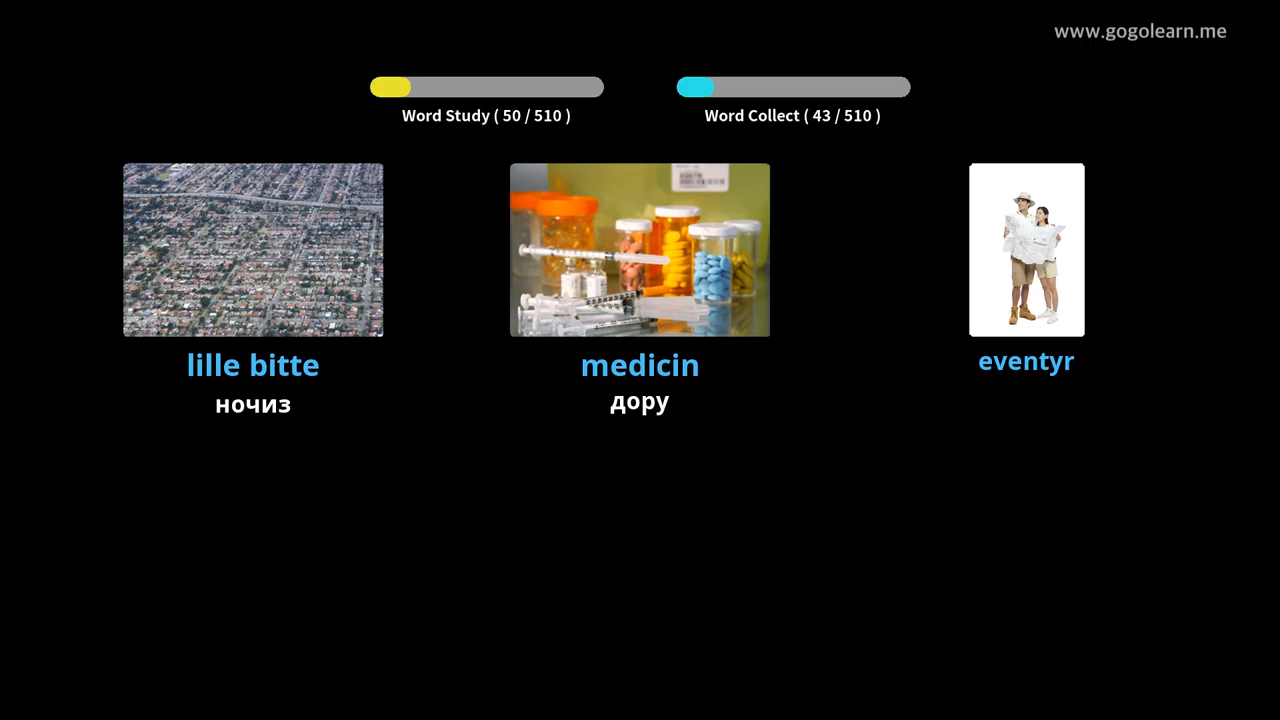 www.gogolearn.me
Word Study ( 50 / 510 )
Word Collect ( 43 / 510 )
lille bitte
ночиз
medicin
дору
eventyr